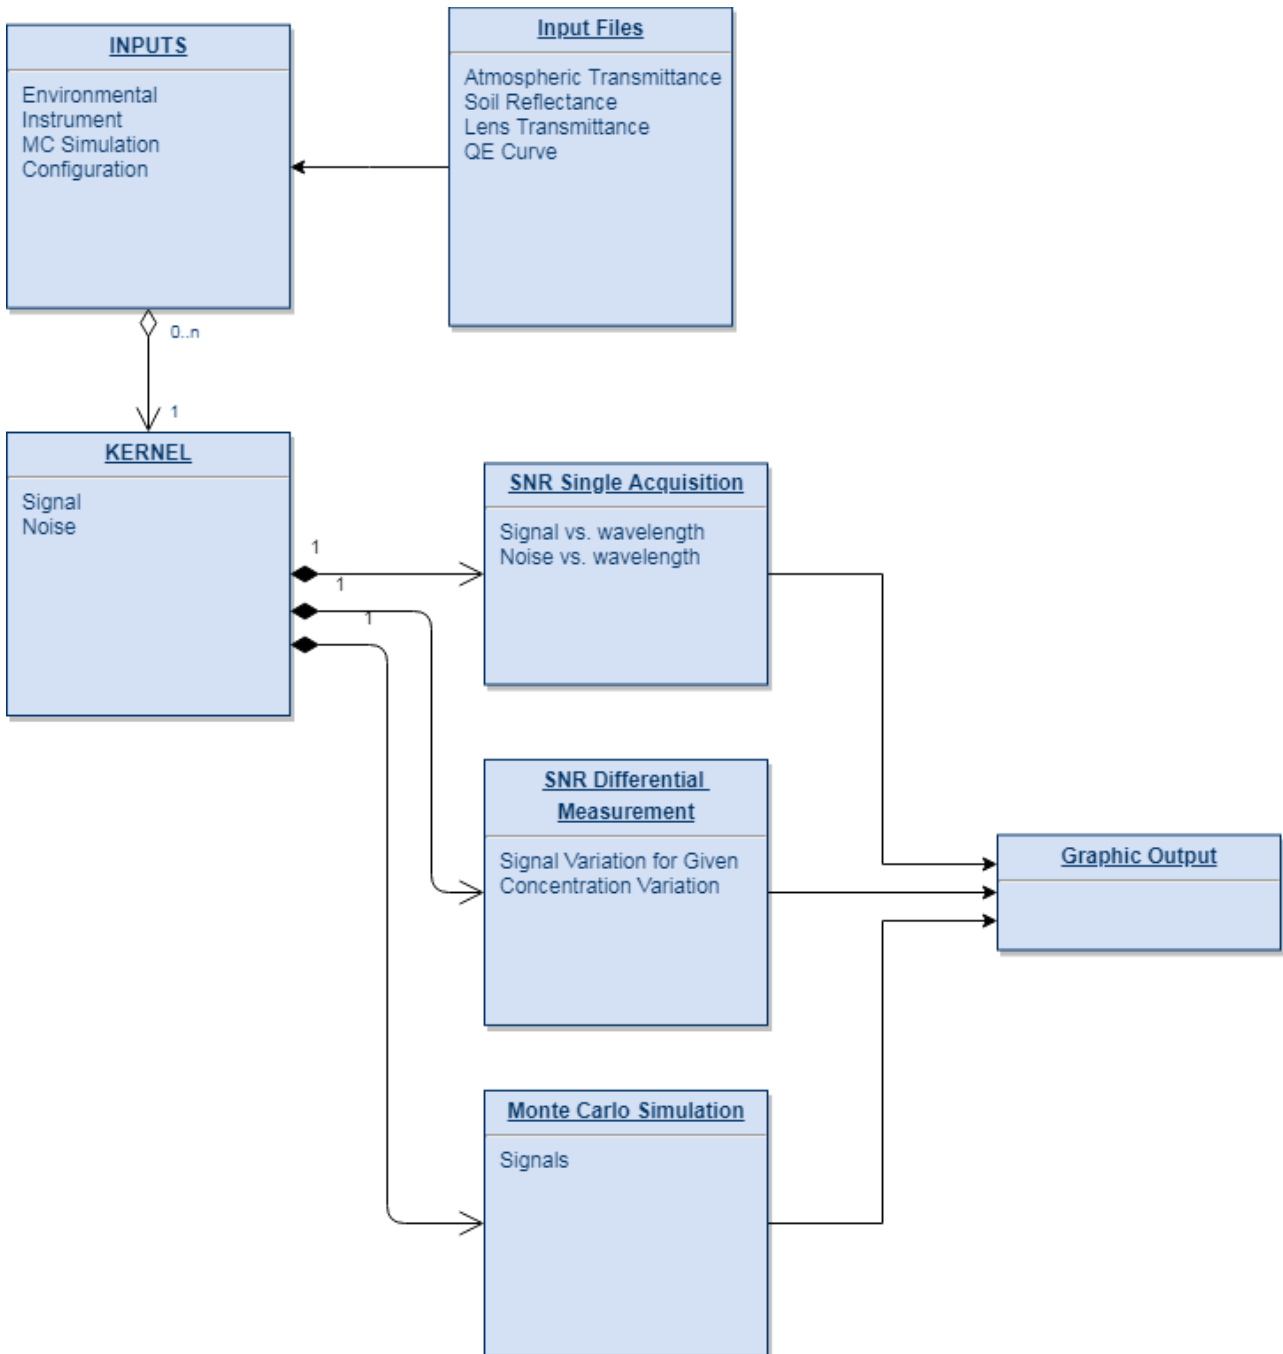 INPUTS
Environmental
Instrument
MC Simulation
Configuration
Input Files
Atmospheric Transmittance
Soil Reflectance
Lens Transmittance
QE Curve
0..n
1
KERNEL
Signal
Noise
1
1
1
SNR Single Acquisition
Signal vs. wavelength
Noise vs. wavelength
SNR Differential
Measurement
Signal Variation for Given
Concentration Variation
Graphic Output
Monte Carlo Simulation
Signals